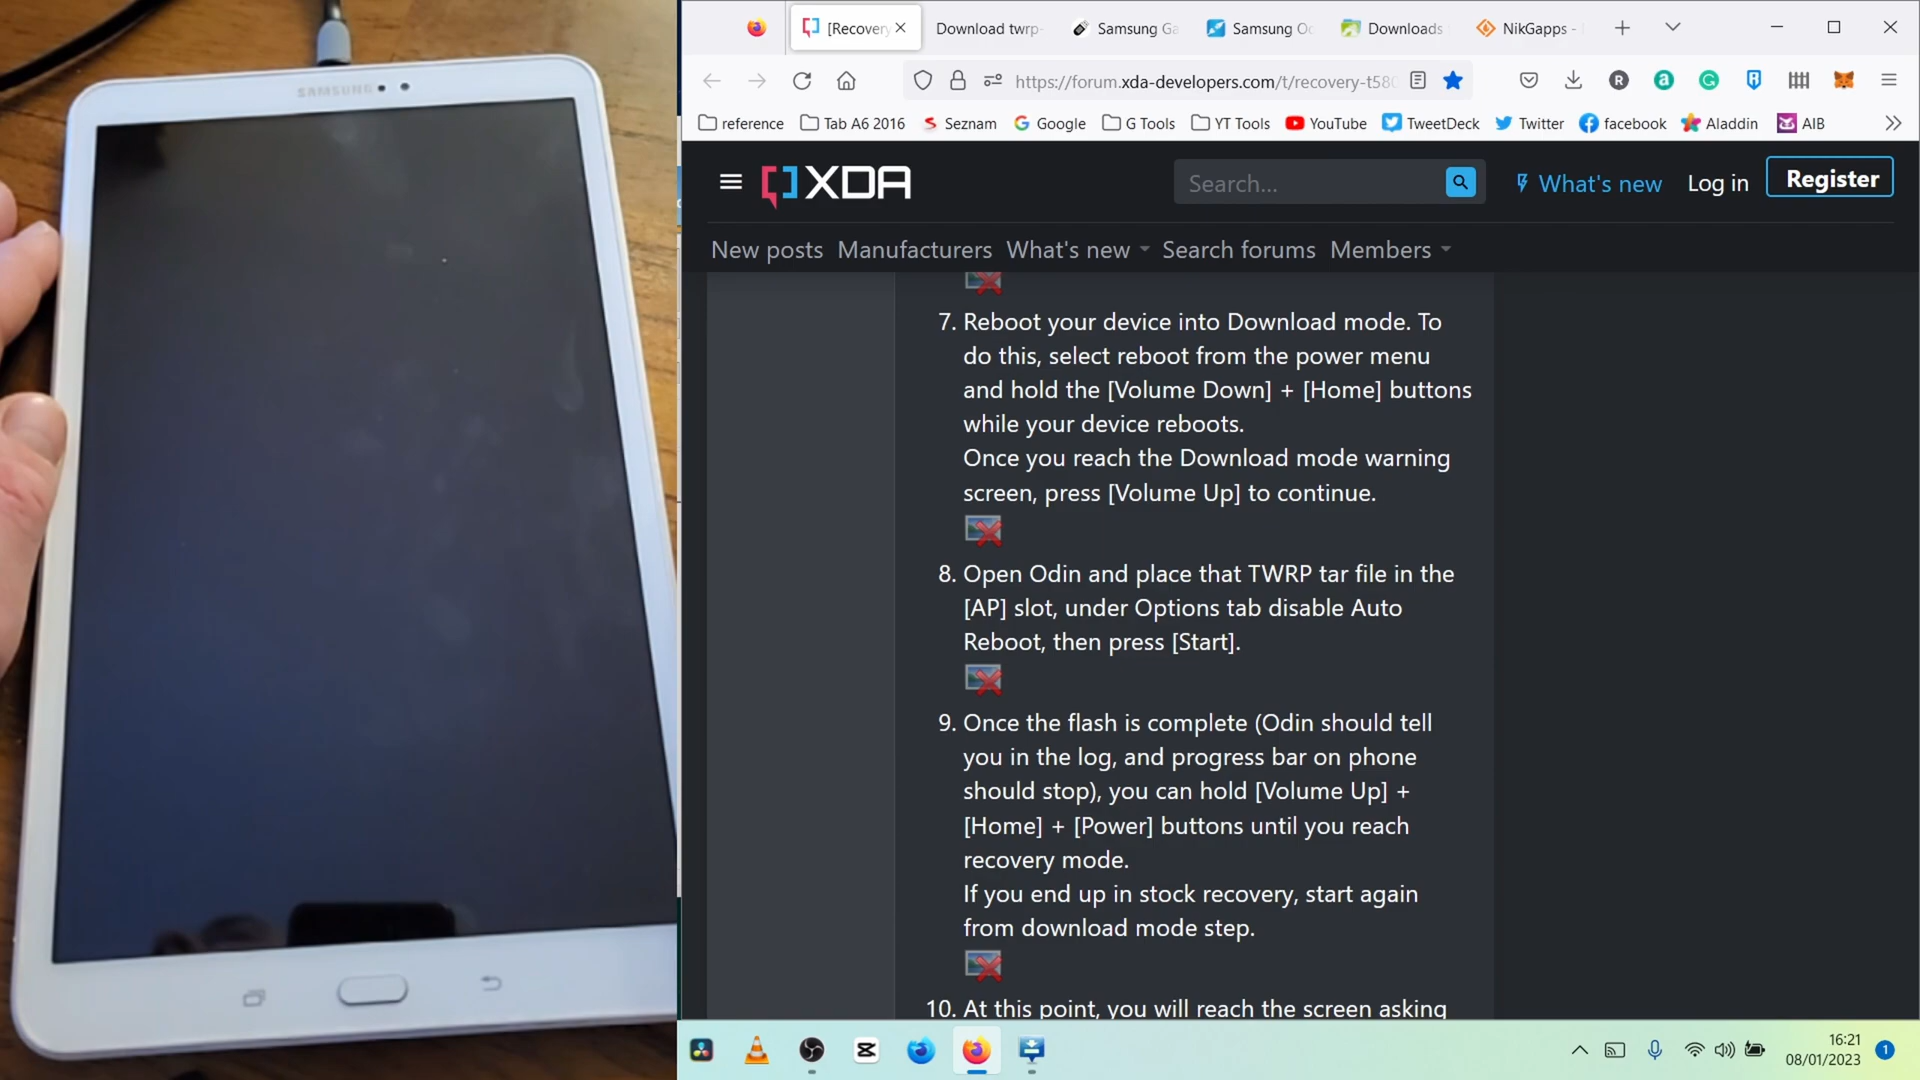 SAMSUNG
[Recovery
Download twrp-
Samsung Ga
Samsung Od
Downloads
NikGapps -
https://forum.xda-developers.com/t/recovery-t580
reference
Tab A6 2016
Seznam
Google
G Tools
YT Tools
YouTube
TweetDeck
Twitter
facebook
Aladdin
AIB
XDA
Search...
What's new
Log in
Register
New posts
Manufacturers
What's new
Search forums
Members
7. Reboot your device into Download mode. To
do this, select reboot from the power menu
and hold the [Volume Down] + [Home] buttons
while your device reboots.
Once you reach the Download mode warning
screen, press [Volume Up] to continue.
8. Open Odin and place that TWRP tar file in the
[AP] slot, under Options tab disable Auto
Reboot, then press [Start].
9. Once the flash is complete (Odin should tell
you in the log, and progress bar on phone
should stop), you can hold [Volume Up] +
[Home] + [Power] buttons until you reach
recovery mode.
If you end up in stock recovery, start again
from download mode step.
10. At this point, you will reach the screen asking
16:21
08/01/2023
1